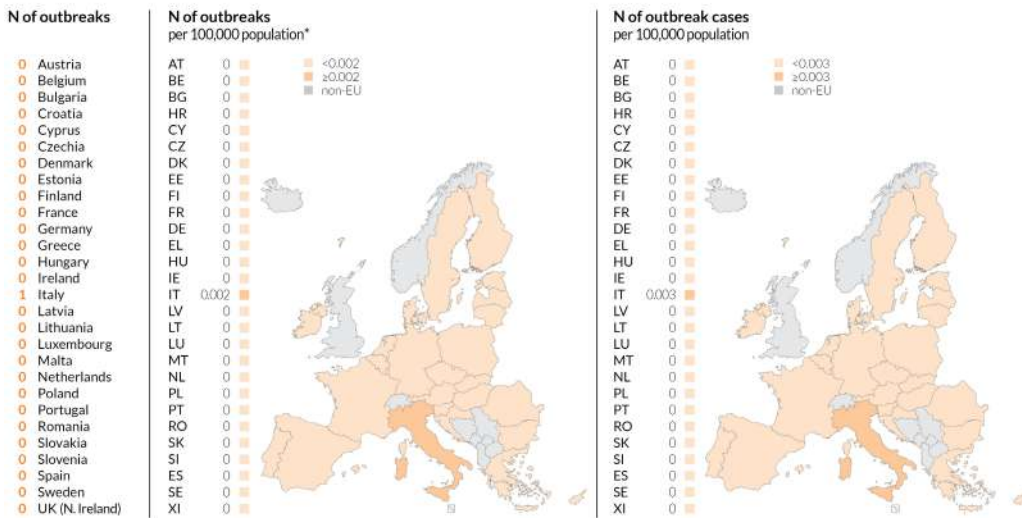 N of outbreaks
0 Austria
0 Belgium
0 Bulgaria
0 Croatia
0 Cyprus
0 Czechia
0 Denmark
0 Estonia
0 Finland
0 France
0 Germany
0 Greece
0 Hungary
0 Ireland
1 Italy
0 Latvia
0 Lithuania
0 Luxembourg
0 Malta
0 Netherlands
0 Poland
0 Portugal
0 Romania
0 Slovakia
0 Slovenia
0 Spain
0 Sweden
0 UK (N. Ireland)
N of outbreaks
per 100,000 population*
<0.002
≥0.002
non-EU
AT 0
BE 0
BG 0
HR 0
CY 0
CZ 0
DK 0
EE 0
FI 0
FR 0
DE 0
EL 0
HU 0
IE 0
IT 0.002
LV 0
LT 0
LU 0
MT 0
NL 0
PL 0
PT 0
RO 0
SK 0
SI 0
ES 0
SE 0
XI 0
N of outbreak cases
per 100,000 population
<0.003
≥0.003
non-EU
AT 0
BE 0
BG 0
HR 0
CY 0
CZ 0
DK 0
EE 0
FI 0
FR 0
DE 0
EL 0
HU 0
IE 0
IT 0.003
LV 0
LT 0
LU 0
MT 0
NL 0
PL 0
PT 0
RO 0
SK 0
SI 0
ES 0
SE 0
XI 0